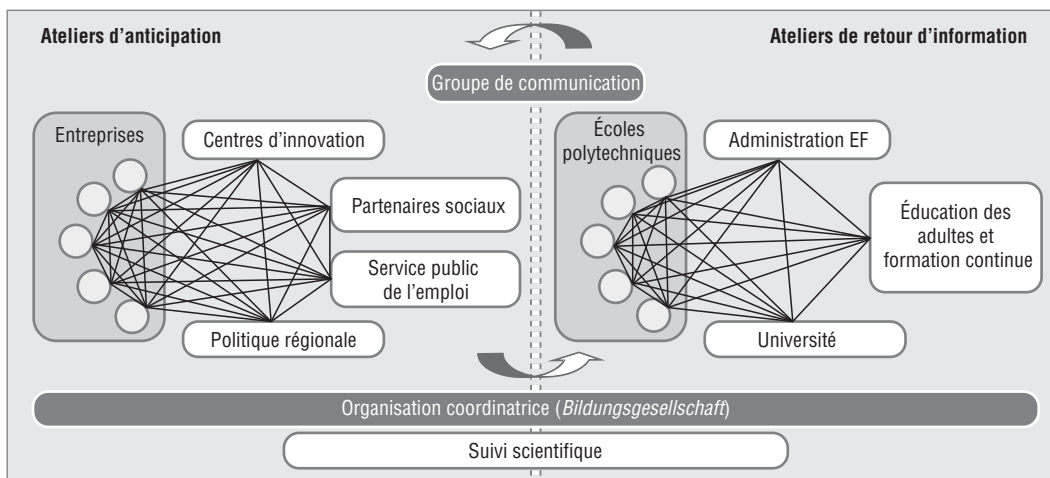 Ateliers d'anticipation
Ateliers de retour d'information
Groupe de communication
Entreprises
Centres d'innovation
Partenaires sociaux
Service public
de l'emploi
Politique régionale
Écoles
polytechniques
Administration EF
Éducation des
adultes et
formation continue
Université
Organisation coordinatrice (Bildungsgesellschaft)
Suivi scientifique